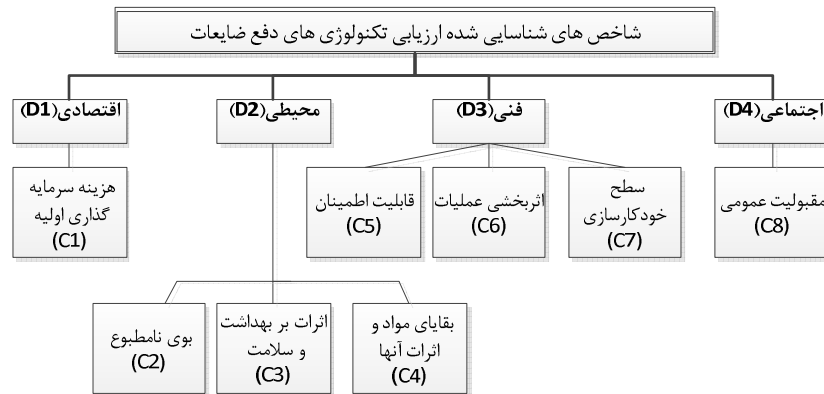 شاخص های شناسایی شده ارزیابی تکنولوژی های دفع ضایعات
اقتصادی(D1)
محیطی(D2)
فنی(D3)
اجتماعی(D4)
هزینه سرمایه
گذاری اولیه
(C1)
قابلیت اطمینان
(C5)
اثربخشی عملیات
(C6)
سطح
خودکارسازی
(C7)
مقبولیت عمومی
(C8)
بوی نامطبوع
(C2)
اثرات بر بهداشت
و سلامت
(C3)
بقایای مواد و
اثرات آنها
(C4)